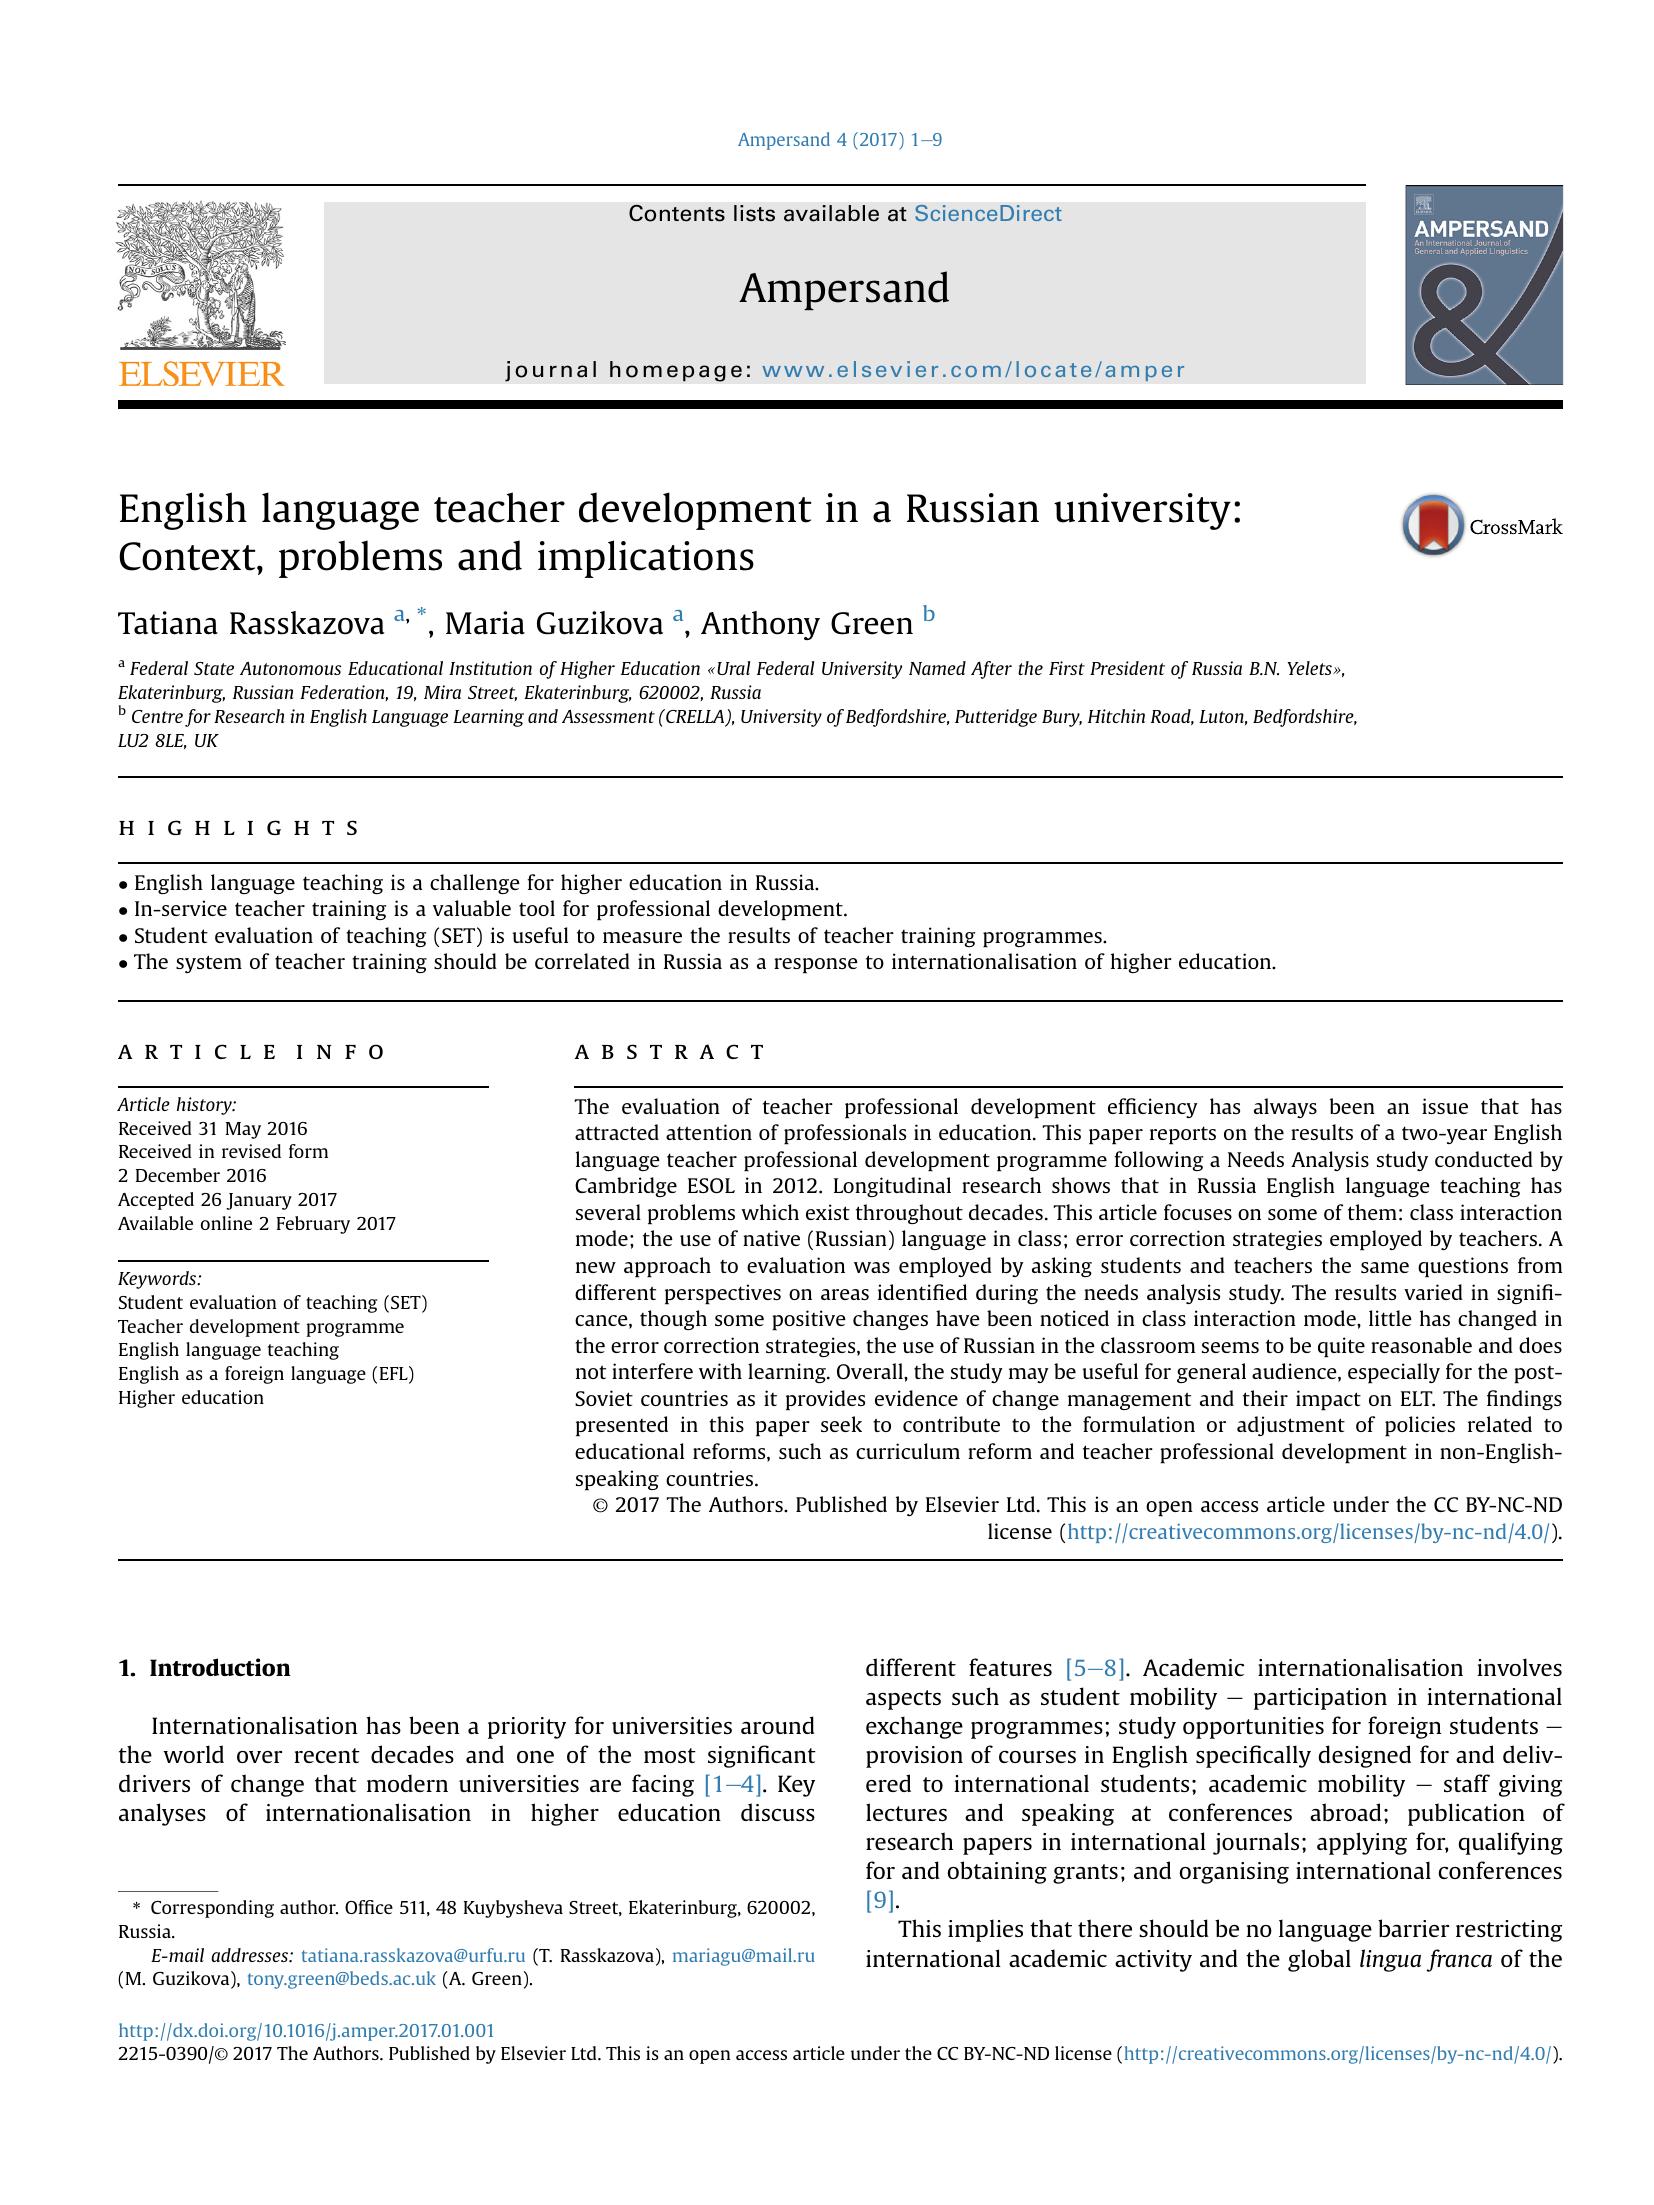 Ampersand 4 (2017) 1–9
Contents lists available at ScienceDirect
Ampersand
journal homepage: www.elsevier.com/locate/amper
NON SOLUS
ELSEVIER
AMPERSAND
An International Journal of
General and Applied Linguistics
&
English language teacher development in a Russian university:
Context, problems and implications
CrossMark
Tatiana Rasskazova a, *, Maria Guzikova a, Anthony Green b
a Federal State Autonomous Educational Institution of Higher Education «Ural Federal University Named After the First President of Russia B.N. Yelets»,
Ekaterinburg, Russian Federation, 19, Mira Street, Ekaterinburg, 620002, Russia
b Centre for Research in English Language Learning and Assessment (CRELLA), University of Bedfordshire, Putteridge Bury, Hitchin Road, Luton, Bedfordshire,
LU2 8LE, UK
HIGHLIGHTS
• English language teaching is a challenge for higher education in Russia.
• In-service teacher training is a valuable tool for professional development.
• Student evaluation of teaching (SET) is useful to measure the results of teacher training programmes.
• The system of teacher training should be correlated in Russia as a response to internationalisation of higher education.
ARTICLE INFO
Article history:
Received 31 May 2016
Received in revised form
2 December 2016
Accepted 26 January 2017
Available online 2 February 2017
Keywords:
Student evaluation of teaching (SET)
Teacher development programme
English language teaching
English as a foreign language (EFL)
Higher education
ABSTRACT
The evaluation of teacher professional development efficiency has always been an issue that has
attracted attention of professionals in education. This paper reports on the results of a two-year English
language teacher professional development programme following a Needs Analysis study conducted by
Cambridge ESOL in 2012. Longitudinal research shows that in Russia English language teaching has
several problems which exist throughout decades. This article focuses on some of them: class interaction
mode; the use of native (Russian) language in class; error correction strategies employed by teachers. A
new approach to evaluation was employed by asking students and teachers the same questions from
different perspectives on areas identified during the needs analysis study. The results varied in signifi-
cance, though some positive changes have been noticed in class interaction mode, little has changed in
the error correction strategies, the use of Russian in the classroom seems to be quite reasonable and does
not interfere with learning. Overall, the study may be useful for general audience, especially for the post-
Soviet countries as it provides evidence of change management and their impact on ELT. The findings
presented in this paper seek to contribute to the formulation or adjustment of policies related to
educational reforms, such as curriculum reform and teacher professional development in non-English-
speaking countries.
© 2017 The Authors. Published by Elsevier Ltd. This is an open access article under the CC BY-NC-ND
license (http://creativecommons.org/licenses/by-nc-nd/4.0/).
1. Introduction
Internationalisation has been a priority for universities around
the world over recent decades and one of the most significant
drivers of change that modern universities are facing [1–4]. Key
analyses of internationalisation in higher education discuss
different features [5–8]. Academic internationalisation involves
aspects such as student mobility – participation in international
exchange programmes; study opportunities for foreign students –
provision of courses in English specifically designed for and deliv-
ered to international students; academic mobility – staff giving
lectures and speaking at conferences abroad; publication of
research papers in international journals; applying for, qualifying
for and obtaining grants; and organising international conferences
[9].
This implies that there should be no language barrier restricting
international academic activity and the global lingua franca of the
* Corresponding author. Office 511, 48 Kuybysheva Street, Ekaterinburg, 620002,
Russia.
E-mail addresses: tatiana.rasskazova@urfu.ru (T. Rasskazova), mariagu@mail.ru
(M. Guzikova), tony.green@beds.ac.uk (A. Green).
http://dx.doi.org/10.1016/j.amper.2017.01.001
2215-0390/© 2017 The Authors. Published by Elsevier Ltd. This is an open access article under the CC BY-NC-ND license (http://creativecommons.org/licenses/by-nc-nd/4.0/).